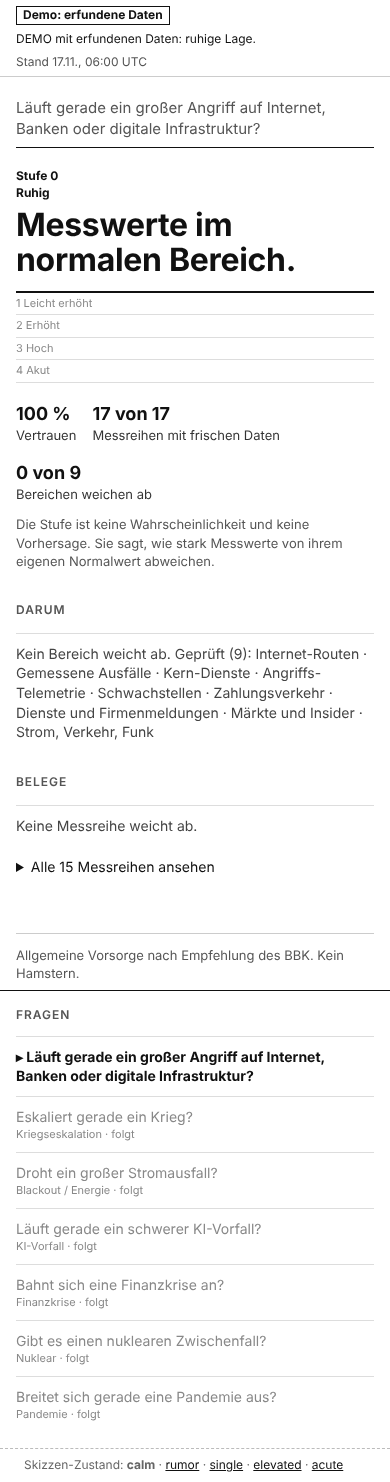 Demo: erfundene Daten
DEMO mit erfundenen Daten: ruhige Lage.
Stand 17.11., 06:00 UTC
Läuft gerade ein großer Angriff auf Internet,
Banken oder digitale Infrastruktur?
Stufe 0
Ruhig
Messwerte im
normalen Bereich.
1 Leicht erhöht
2 Erhöht
3 Hoch
4 Akut
100 % 17 von 17
Vertrauen Messreihen mit frischen Daten
0 von 9
Bereichen weichen ab
Die Stufe ist keine Wahrscheinlichkeit und keine
Vorhersage. Sie sagt, wie stark Messwerte von ihrem
eigenen Normalwert abweichen.
DARUM
Kein Bereich weicht ab. Geprüft (9): Internet-Routen ·
Gemessene Ausfälle · Kern-Dienste · Angriffs-
Telemetrie · Schwachstellen · Zahlungsverkehr ·
Dienste und Firmenmeldungen · Märkte und Insider ·
Strom, Verkehr, Funk
BELEGE
Keine Messreihe weicht ab.
▶ Alle 15 Messreihen ansehen
Allgemeine Vorsorge nach Empfehlung des BBK. Kein
Hamstern.
FRAGEN
▸ Läuft gerade ein großer Angriff auf Internet,
Banken oder digitale Infrastruktur?
Eskaliert gerade ein Krieg?
Kriegseskalation · folgt
Droht ein großer Stromausfall?
Blackout / Energie · folgt
Läuft gerade ein schwerer KI-Vorfall?
KI-Vorfall · folgt
Bahnt sich eine Finanzkrise an?
Finanzkrise · folgt
Gibt es einen nuklearen Zwischenfall?
Nuklear · folgt
Breitet sich gerade eine Pandemie aus?
Pandemie · folgt
Skizzen-Zustand: calm · rumor · single · elevated · acute